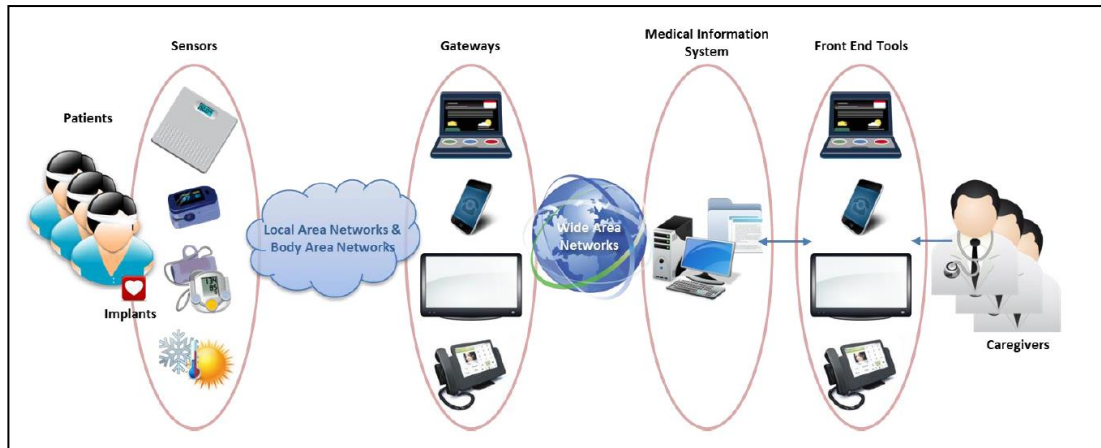 Sensors
Gateways
Medical Information
System
Front End Tools
Patients
Local Area Networks &
Body Area Networks
Wide Area
Networks
Implants
Caregivers